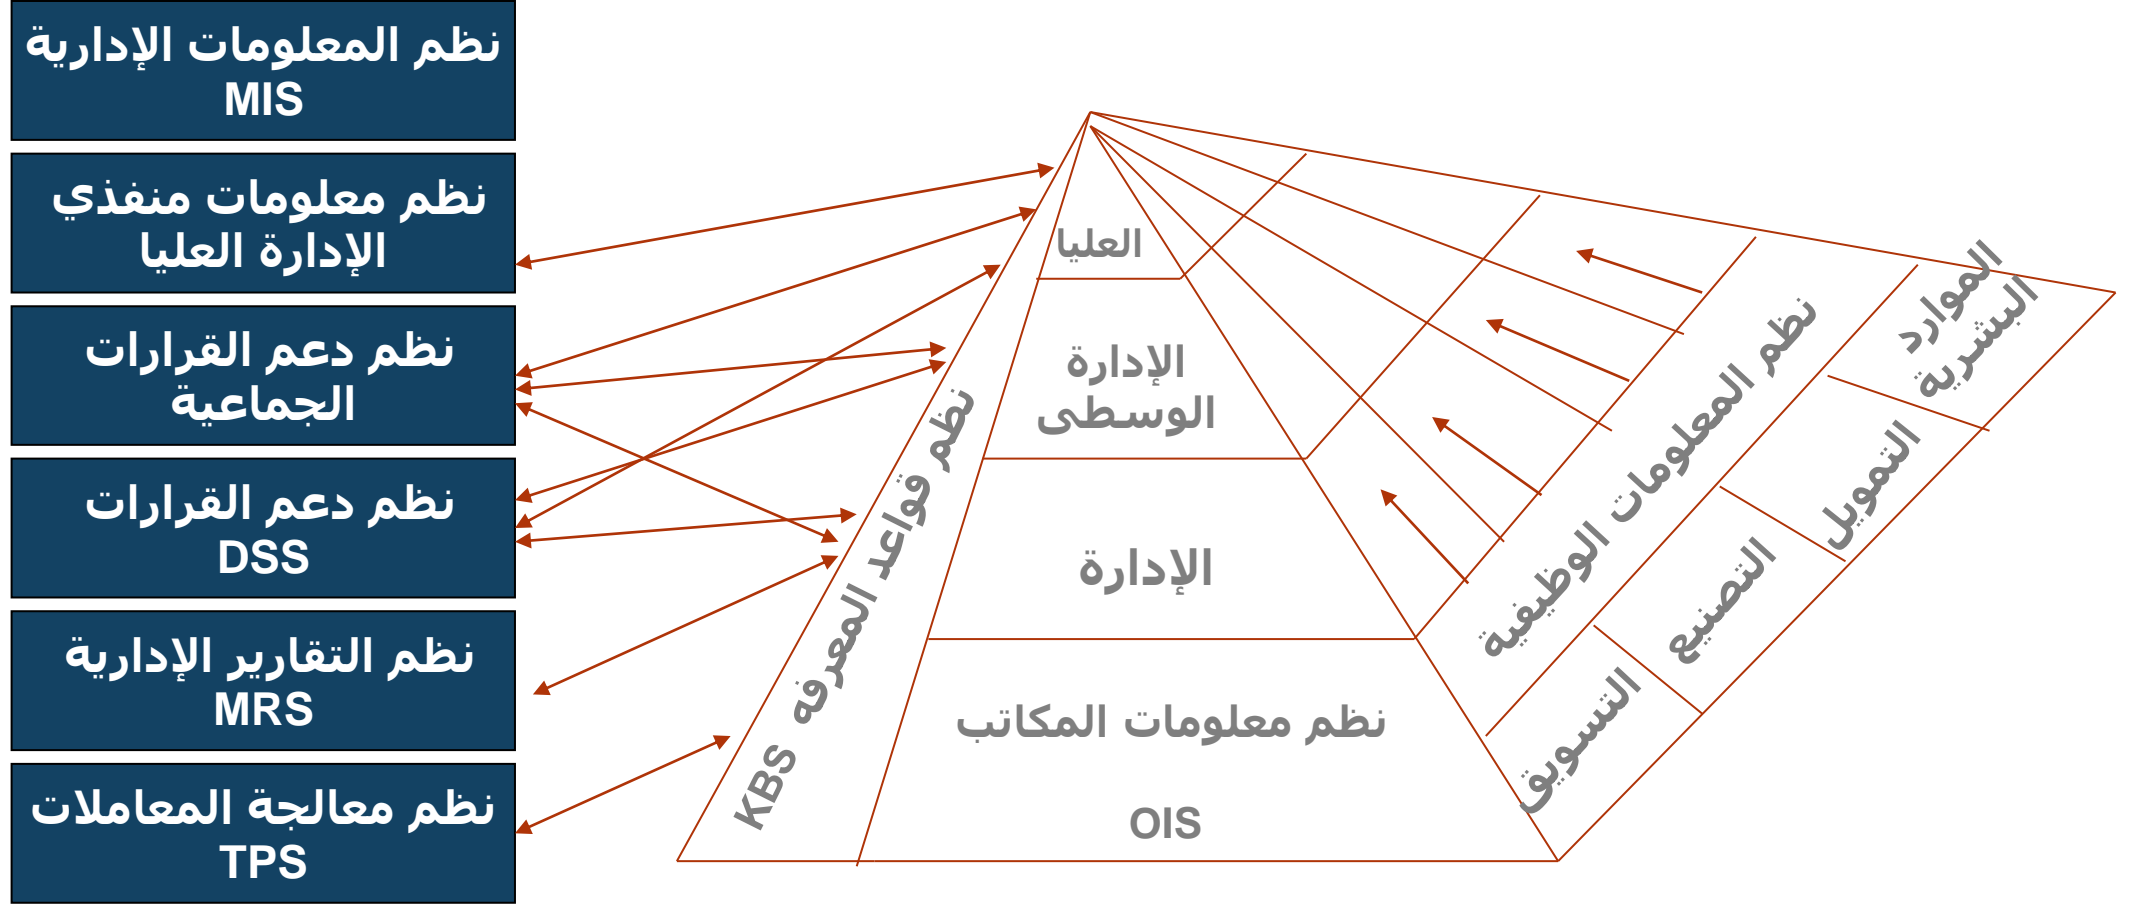 نظم المعلومات الإدارية
MIS
نظم معلومات منفذي
الإدارة العليا
نظم دعم القرارات
الجماعية
نظم دعم القرارات
DSS
نظم التقارير الإدارية
MRS
نظم معالجة المعاملات
TPS
نظم قواعد المعرفه KBS
العليا
الإدارة
الوسطى
الإدارة
نظم معلومات المكاتب
OIS
نظم المعلومات الوظيفية
الموارد
البشرية
التمويل
التصنيع
التسويق